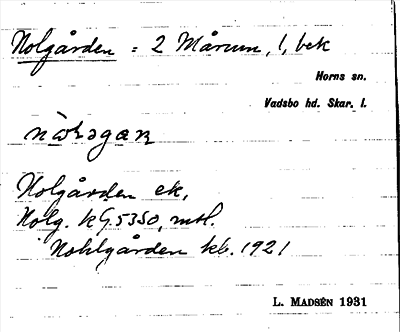 Nolgården = 2 Mårum, 1, bek
Horns sn.
Vadsbo hd. Skar. l.
Nolgården ek,
Nolg. kG, 5350, mtl.
Nohlgården kb. 1921
L. MADSÉN 1931